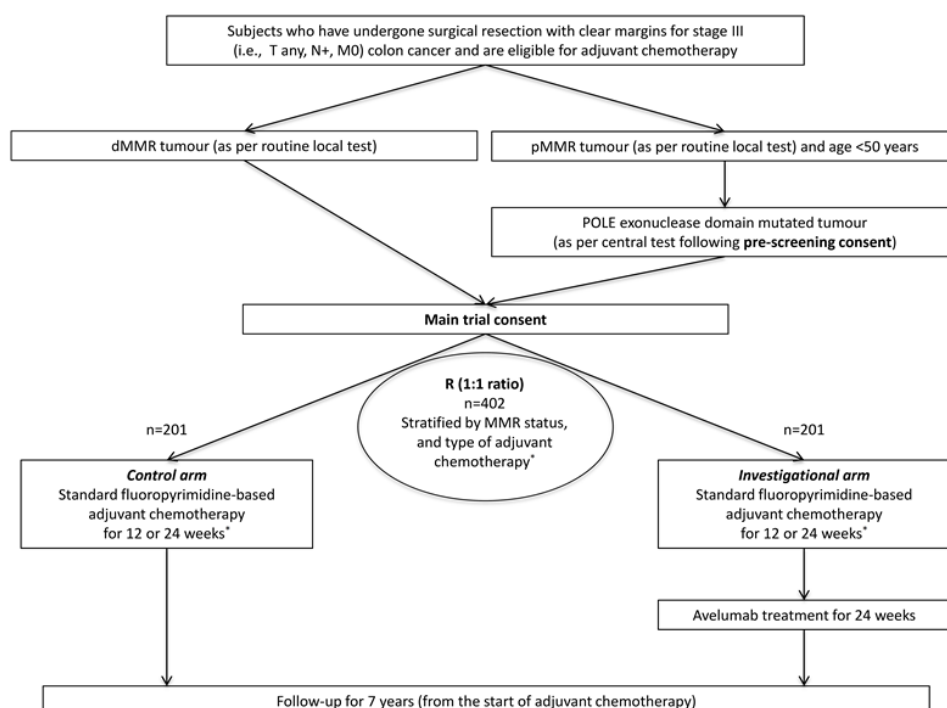 Subjects who have undergone surgical resection with clear margins for stage III
(i.e., T any, N+, M0) colon cancer and are eligible for adjuvant chemotherapy
dMMR tumour (as per routine local test)
pMMR tumour (as per routine local test) and age <50 years
POLE exonuclease domain mutated tumour
(as per central test following pre-screening consent)
Main trial consent
R (1:1 ratio)
n=402
Stratified by MMR status,
and type of adjuvant
chemotherapy*
n=201
n=201
Control arm
Standard fluoropyrimidine-based
adjuvant chemotherapy
for 12 or 24 weeks*
Investigational arm
Standard fluoropyrimidine-based
adjuvant chemotherapy
for 12 or 24 weeks*
Avelumab treatment for 24 weeks
Follow-up for 7 years (from the start of adjuvant chemotherapy)